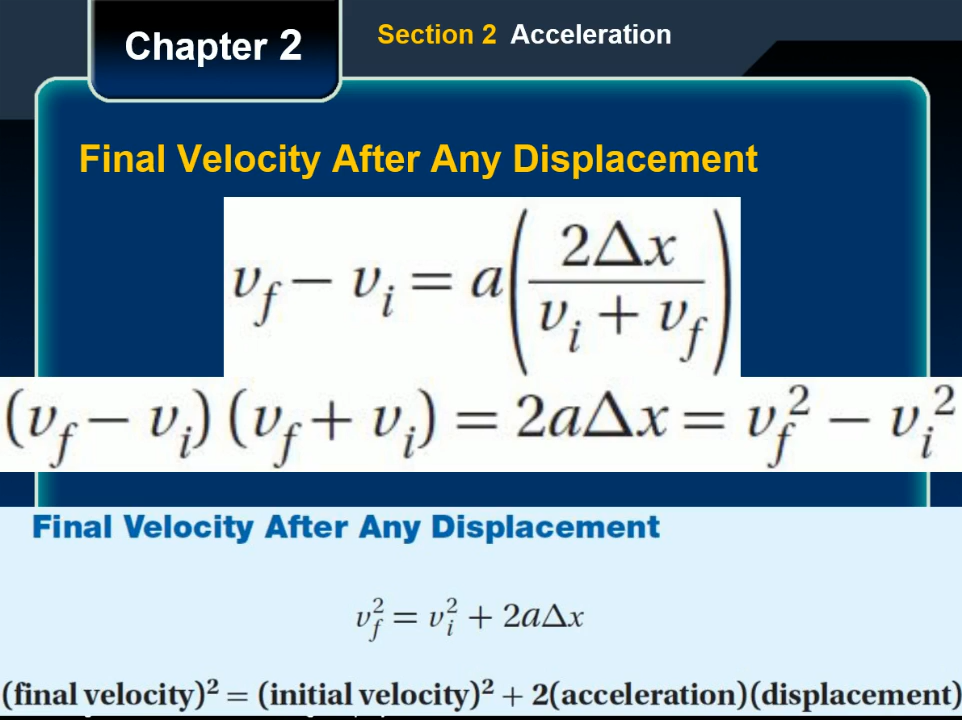 Chapter 2
Section 2 Acceleration
Final Velocity After Any Displacement
v_f − v_i = a(2Δx / (v_i + v_f))
(v_f − v_i)(v_f + v_i) = 2aΔx = v_f² − v_i²
Final Velocity After Any Displacement
v_f² = v_i² + 2aΔx
(final velocity)² = (initial velocity)² + 2(acceleration)(displacement)